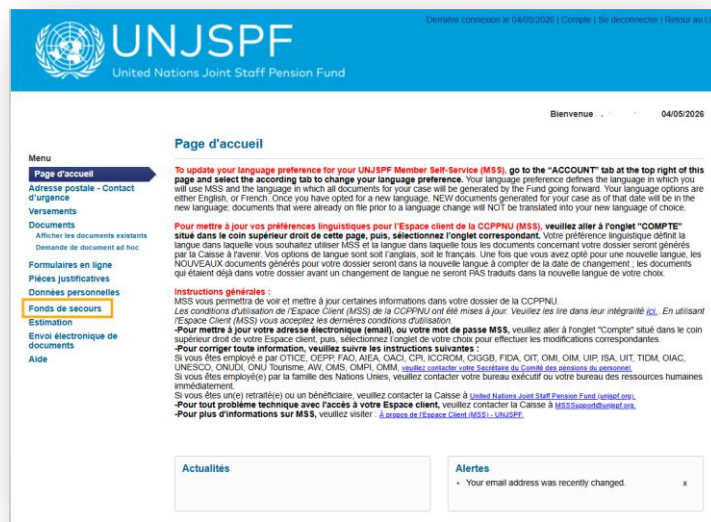 Dernière connexion le 04/05/2026 | Compte | Se deconnecter | Retour au
UNJSPF
United Nations Joint Staff Pension Fund
Bienvenue
04/05/2026
Menu
Page d'accueil
Adresse postale - Contact
d'urgence
Versements
Documents
Afficher les documents existants
Demande de document ad hoc
Formulaires en ligne
Pièces justificatives
Données personnelles
Fonds de secours
Estimation
Envoi électronique de
documents
Aide
Page d'accueil
To update your language preference for your UNJSPF Member Self-Service (MSS), go to the "ACCOUNT" tab at the top right of this
page and select the according tab to change your language preference. Your language preference defines the language in which you
will use MSS and the language in which all documents for your case will be generated by the Fund going forward. Your language options are
either English, or French. Once you have opted for a new language, NEW documents generated for your case as of that date will be in the
new language; documents that were already on file prior to a language change will NOT be translated into your new language of choice.
Pour mettre à jour vos préférences linguistiques pour l'Espace client de la CCPPNU (MSS), veuillez aller à l'onglet "COMPTE"
situé dans le coin supérieur droit de cette page, puis, sélectionnez l'onglet correspondant. Votre préférence linguistique définit la
langue dans laquelle vous souhaitez utiliser MSS et la langue dans laquelle tous les documents concernant votre dossier seront générés
par la Caisse à l'avenir. Vos options de langue sont soit l'anglais, soit le français. Une fois que vous avez opté pour une nouvelle langue, les
NOUVEAUX documents générés pour votre dossier seront dans la nouvelle langue à compter de la date de changement ; les documents
qui étaient déjà dans votre dossier avant un changement de langue ne seront PAS traduits dans la nouvelle langue de votre choix.
Instructions générales :
MSS vous permettra de voir et mettre à jour certaines informations dans votre dossier de la CCPPNU.
Les conditions d'utilisation de l'Espace Client (MSS) de la CCPPNU ont été mises à jour. Veuillez les lire dans leur intégralité ici. En utilisant
l'Espace Client (MSS) vous acceptez les dernières conditions d'utilisation.
-Pour mettre à jour votre adresse électronique (email), ou votre mot de passe MSS, veuillez aller à l'onglet "Compte" situé dans le coin
supérieur droit de votre Espace client, puis, sélectionnez l'onglet de votre choix pour effectuer les modifications correspondantes.
-Pour corriger toute information, veuillez suivre les instructions suivantes :
Si vous êtes employé e par OTICE, OEPP, FAO, AIEA, OACI, CPI, ICCROM, CIGGB, FIDA, OIT, OMI, OIM, UIP, ISA, UIT, TIDM, OIAC,
UNESCO, ONUDI, ONU Tourisme, AW, OMS, OMPI, OMM, veuillez contacter votre Secrétaire du Comité des pensions du personnel.
Si vous êtes employé(e) par la famille des Nations Unies, veuillez contacter votre bureau exécutif ou votre bureau des ressources humaines
immédiatement.
Si vous êtes un(e) retraité(e) ou un bénéficiaire, veuillez contacter la Caisse à United Nations Joint Staff Pension Fund (unjspf.org).
-Pour tout problème technique avec l'accès à votre Espace client, veuillez contacter la Caisse à MSSSupport@unjspf.org.
-Pour plus d'informations sur MSS, veuillez visiter : À propos de l'Espace Client (MSS) - UNJSPF.
Actualités
Alertes
• Your email address was recently changed.
x